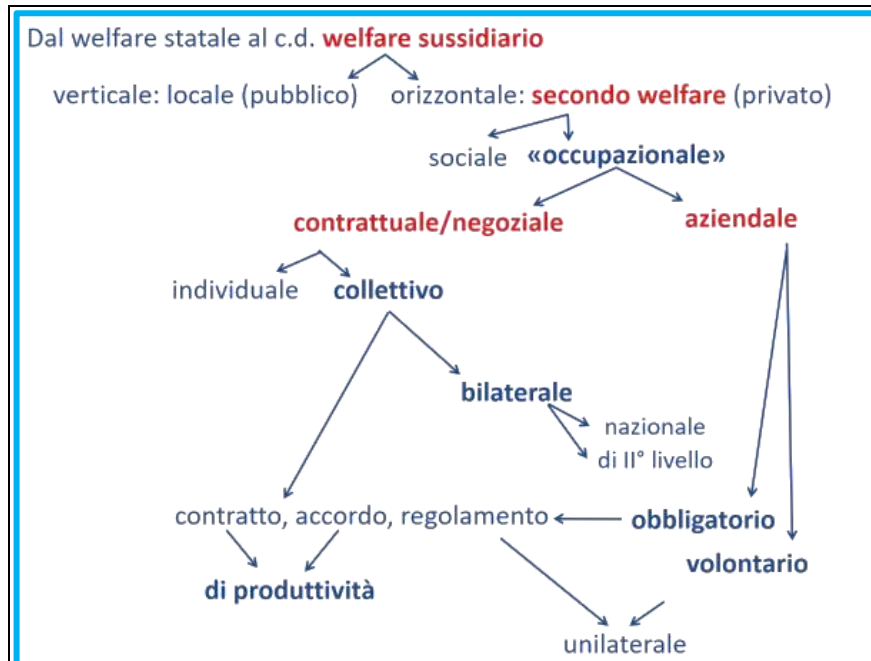 Dal welfare statale al c.d. welfare sussidiario
verticale: locale (pubblico) orizzontale: secondo welfare (privato)
sociale «occupazionale»
contrattuale/negoziale aziendale
individuale collettivo
bilaterale
nazionale
di II° livello
contratto, accordo, regolamento obbligatorio
volontario
di produttività
unilaterale